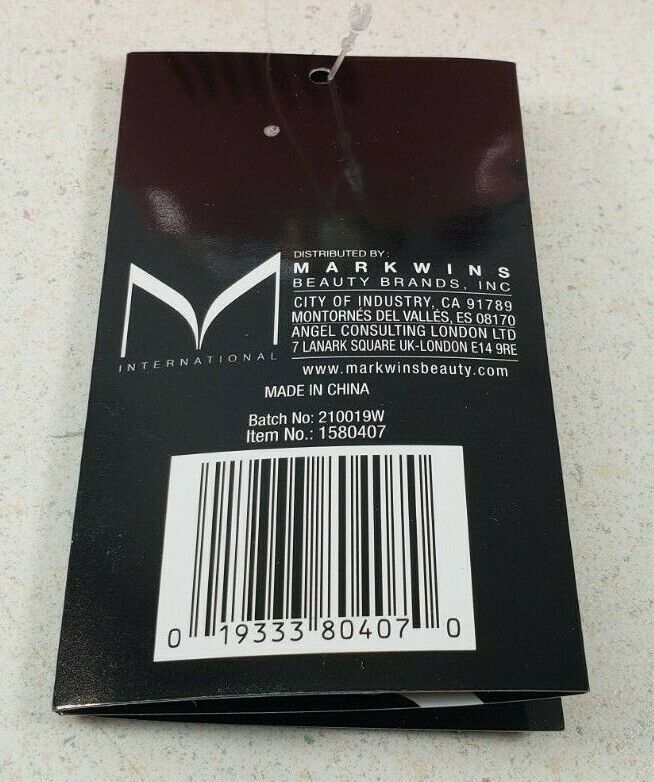 DISTRIBUTED BY:
MARKWINS
BEAUTY BRANDS, INC
CITY OF INDUSTRY, CA 91789
MONTORNÉS DEL VALLÉS, ES 08170
ANGEL CONSULTING LONDON LTD
7 LANARK SQUARE UK-LONDON E14 9RE
www.markwinsbeauty.com
M
INTERNATIONAL
MADE IN CHINA
Batch No: 210019W
Item No.: 1580407
0 19333 80407 0